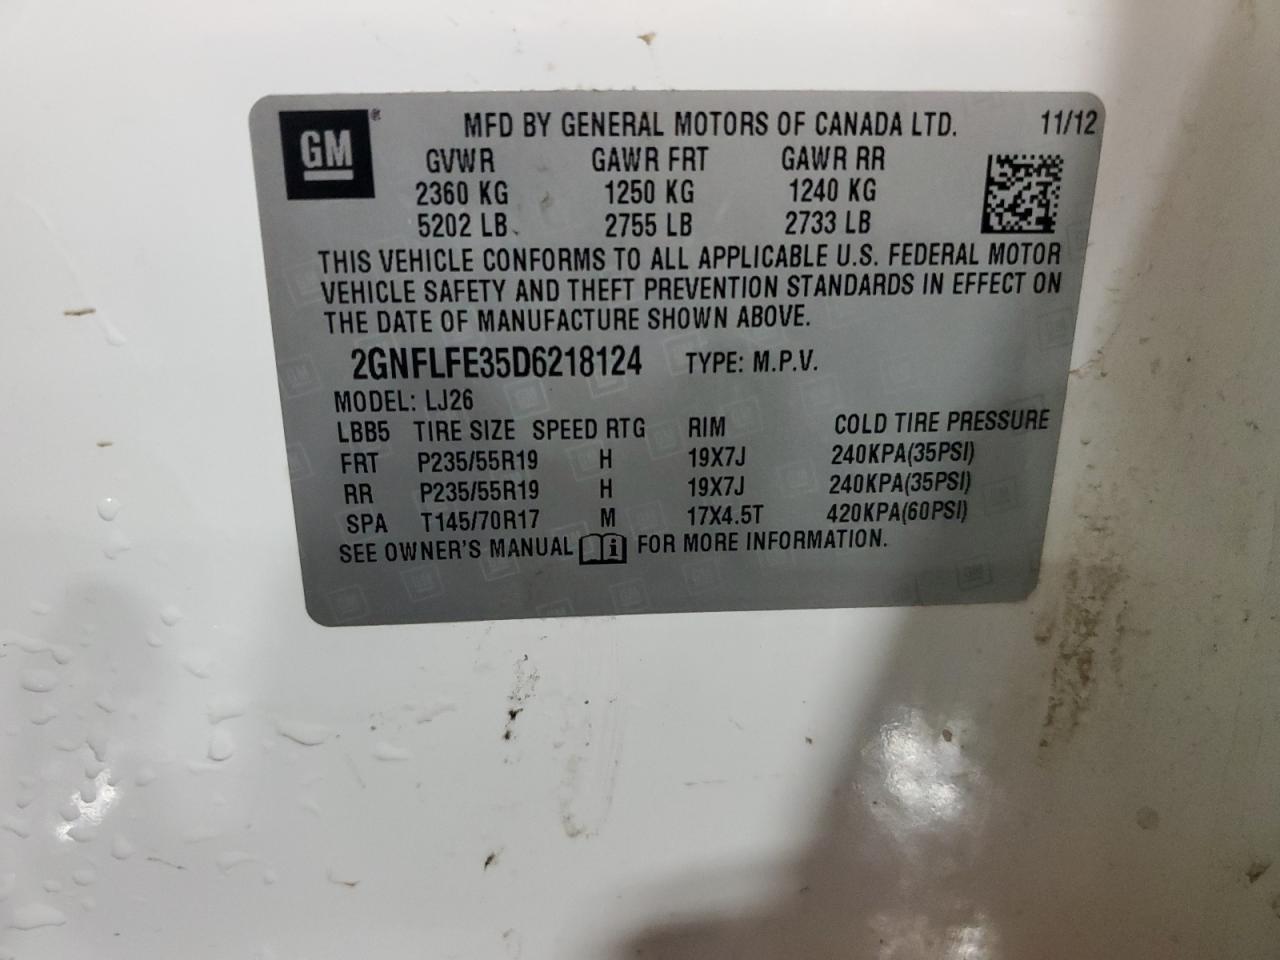 GM® MFD BY GENERAL MOTORS OF CANADA LTD. 11/12
GVWR GAWR FRT GAWR RR
2360 KG 1250 KG 1240 KG
5202 LB 2755 LB 2733 LB
THIS VEHICLE CONFORMS TO ALL APPLICABLE U.S. FEDERAL MOTOR
VEHICLE SAFETY AND THEFT PREVENTION STANDARDS IN EFFECT ON
THE DATE OF MANUFACTURE SHOWN ABOVE.
2GNFLFE35D6218124 TYPE: M.P.V.
MODEL: LJ26
LBB5 TIRE SIZE SPEED RTG RIM COLD TIRE PRESSURE
FRT P235/55R19 H 19X7J 240KPA(35PSI)
RR P235/55R19 H 19X7J 240KPA(35PSI)
SPA T145/70R17 M 17X4.5T 420KPA(60PSI)
SEE OWNER'S MANUAL FOR MORE INFORMATION.